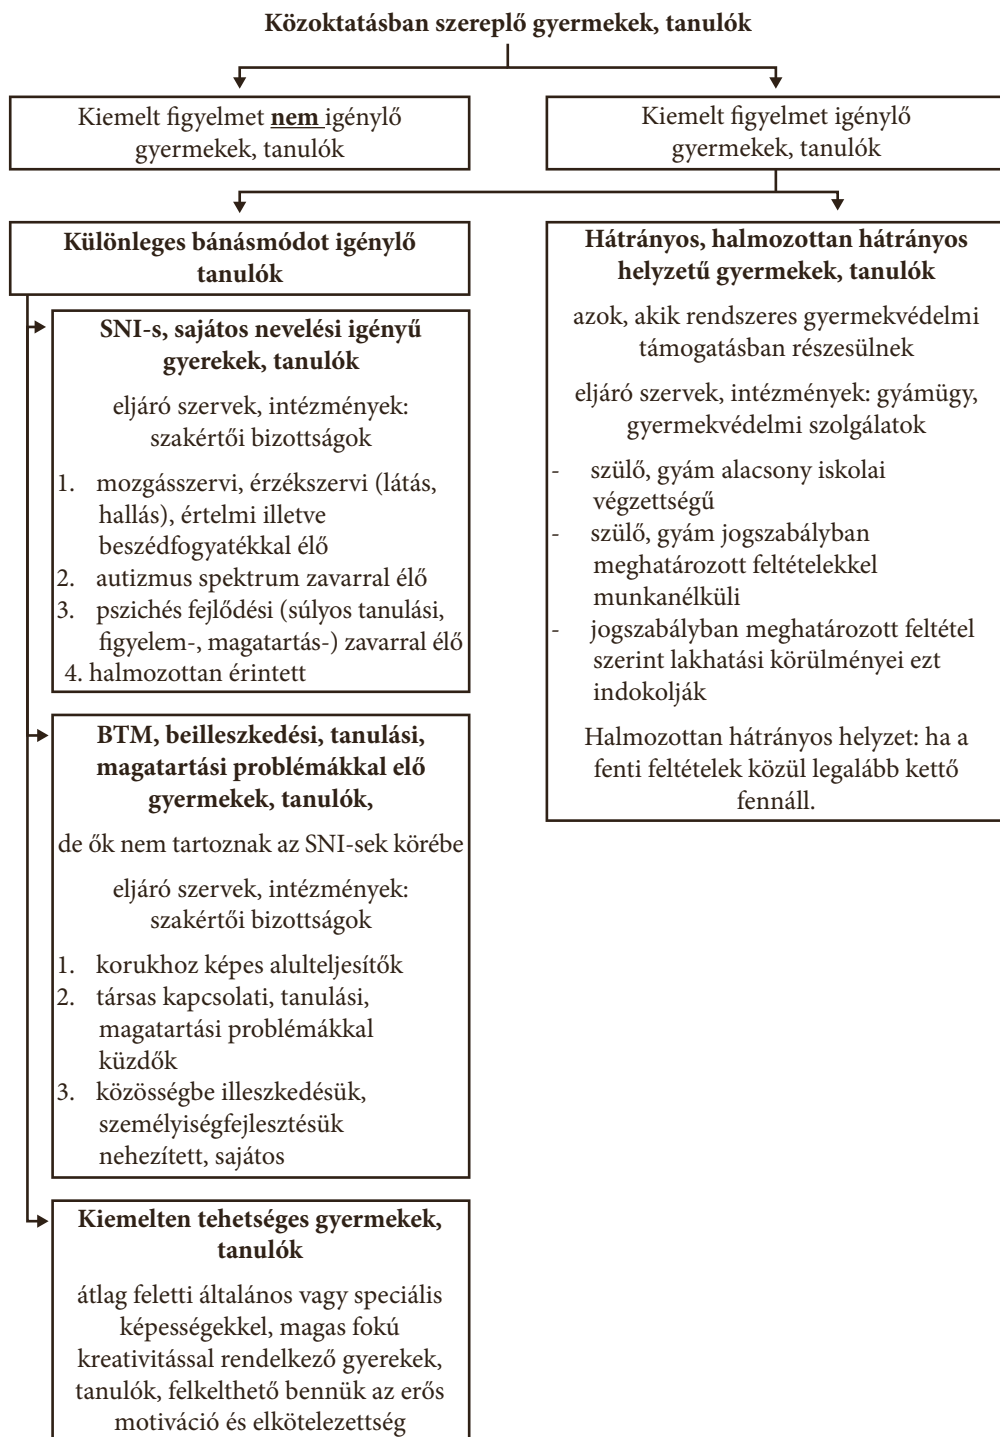 Közoktatásban szereplő gyermekek, tanulók
Kiemelt figyelmet nem igénylő
gyermekek, tanulók
Kiemelt figyelmet igénylő
gyermekek, tanulók
Különleges bánásmódot igénylő
tanulók
SNI-s, sajátos nevelési igényű
gyerekek, tanulók
eljáró szervek, intézmények:
szakértői bizottságok
1. mozgásszervi, érzékszervi (látás,
hallás), értelmi illetve
beszédfogyatékkal élő
2. autizmus spektrum zavarral élő
3. pszichés fejlődési (súlyos tanulási,
figyelem-, magatartás-) zavarral élő
4. halmozottan érintett
BTM, beilleszkedési, tanulási,
magatartási problémákkal elő
gyermekek, tanulók,
de ők nem tartoznak az SNI-sek körébe
eljáró szervek, intézmények:
szakértői bizottságok
1. korukhoz képes alulteljesítők
2. társas kapcsolati, tanulási,
magatartási problémákkal
küzdők
3. közösségbe illeszkedésük,
személyiségfejlesztésük
nehezített, sajátos
Kiemelten tehetséges gyermekek,
tanulók
átlag feletti általános vagy speciális
képességekkel, magas fokú
kreativitással rendelkező gyerekek,
tanulók, felkelthető bennük az erős
motiváció és elkötelezettség
Hátrányos, halmozottan hátrányos
helyzetű gyermekek, tanulók
azok, akik rendszeres gyermekvédelmi
támogatásban részesülnek
eljáró szervek, intézmények: gyámügy,
gyermekvédelmi szolgálatok
- szülő, gyám alacsony iskolai
végzettségű
- szülő, gyám jogszabályban
meghatározott feltételekkel
munkanélküli
- jogszabályban meghatározott feltétel
szerint lakhatási körülményei ezt
indokolják
Halmozottan hátrányos helyzet: ha a
fenti feltételek közül legalább kettő
fennáll.